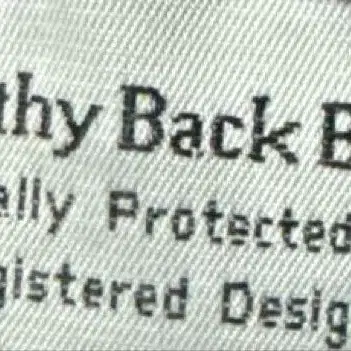 thy Back B
ally Protected
gistered Desig